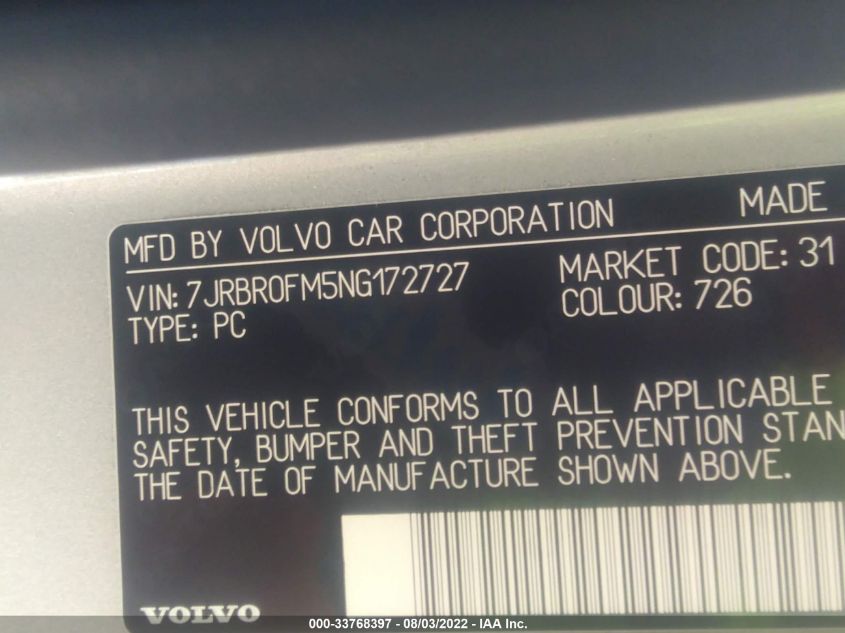 MFD BY VOLVO CAR CORPORATION MADE
VIN: 7JRBR0FM5NG172727 MARKET CODE: 31
TYPE: PC COLOUR: 726
THIS VEHICLE CONFORMS TO ALL APPLICABLE
SAFETY, BUMPER AND THEFT PREVENTION STAN
THE DATE OF MANUFACTURE SHOWN ABOVE.
VOLVO
000-33768397 - 08/03/2022 - IAA Inc.